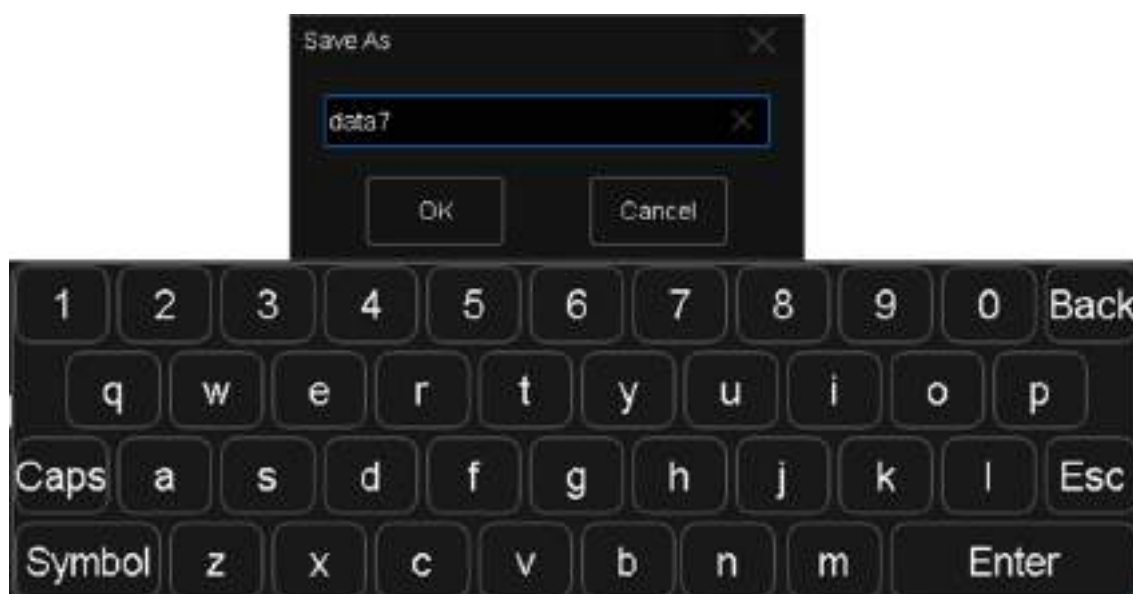 Save As
data7
OK Cancel
1 2 3 4 5 6 7 8 9 0 Back
q w e r t y u i o p
Caps a s d f g h j k l Esc
Symbol z x c v b n m Enter